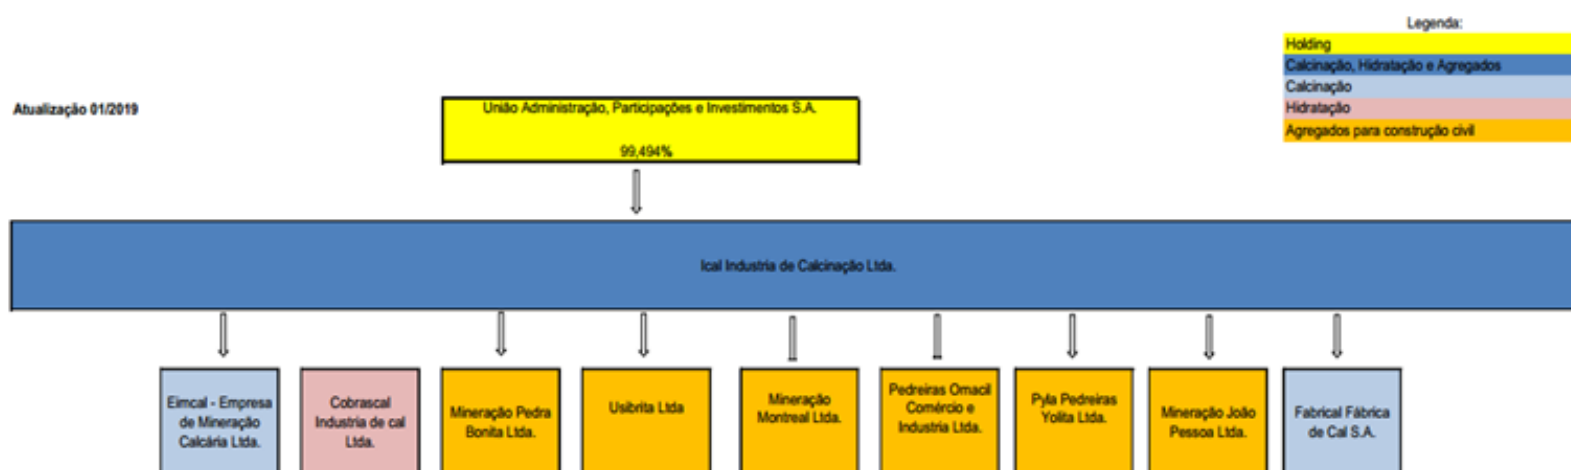 Legenda:
Holding
Calcinação, Hidratação e Agregados
Calcinação
Hidratação
Agregados para construção civil
Atualização 01/2019
União Administração, Participações e Investimentos S.A.
99,494%
Ical Industria de Calcinação Ltda.
Eimcal - Empresa
de Mineração
Calcária Ltda.
Cobrascal
Industria de cal
Ltda.
Mineração Pedra
Bonita Ltda.
Usibrita Ltda
Mineração
Montreal Ltda.
Pedreiras Omacil
Comércio e
Industria Ltda.
Pyla Pedreiras
Yolita Ltda.
Mineração João
Pessoa Ltda.
Fabrical Fábrica
de Cal S.A.